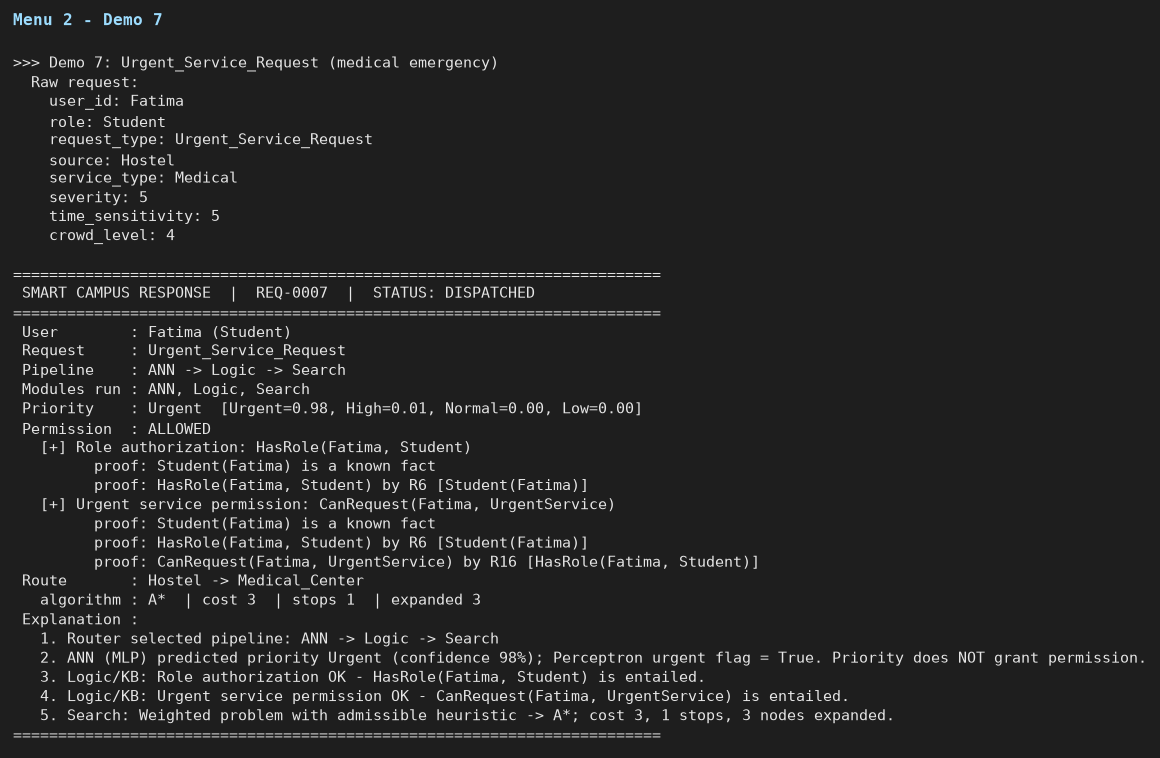 Menu 2 - Demo 7
>>> Demo 7: Urgent_Service_Request (medical emergency)
  Raw request:
    user_id: Fatima
    role: Student
    request_type: Urgent_Service_Request
    source: Hostel
    service_type: Medical
    severity: 5
    time_sensitivity: 5
    crowd_level: 4
========================================================================
 SMART CAMPUS RESPONSE  |  REQ-0007  |  STATUS: DISPATCHED
========================================================================
 User        : Fatima (Student)
 Request     : Urgent_Service_Request
 Pipeline    : ANN -> Logic -> Search
 Modules run : ANN, Logic, Search
 Priority    : Urgent  [Urgent=0.98, High=0.01, Normal=0.00, Low=0.00]
 Permission  : ALLOWED
   [+] Role authorization: HasRole(Fatima, Student)
         proof: Student(Fatima) is a known fact
         proof: HasRole(Fatima, Student) by R6 [Student(Fatima)]
   [+] Urgent service permission: CanRequest(Fatima, UrgentService)
         proof: Student(Fatima) is a known fact
         proof: HasRole(Fatima, Student) by R6 [Student(Fatima)]
         proof: CanRequest(Fatima, UrgentService) by R16 [HasRole(Fatima, Student)]
 Route       : Hostel -> Medical_Center
   algorithm : A*  | cost 3  | stops 1  | expanded 3
 Explanation :
   1. Router selected pipeline: ANN -> Logic -> Search
   2. ANN (MLP) predicted priority Urgent (confidence 98%); Perceptron urgent flag = True. Priority does NOT grant permission.
   3. Logic/KB: Role authorization OK - HasRole(Fatima, Student) is entailed.
   4. Logic/KB: Urgent service permission OK - CanRequest(Fatima, UrgentService) is entailed.
   5. Search: Weighted problem with admissible heuristic -> A*; cost 3, 1 stops, 3 nodes expanded.
========================================================================